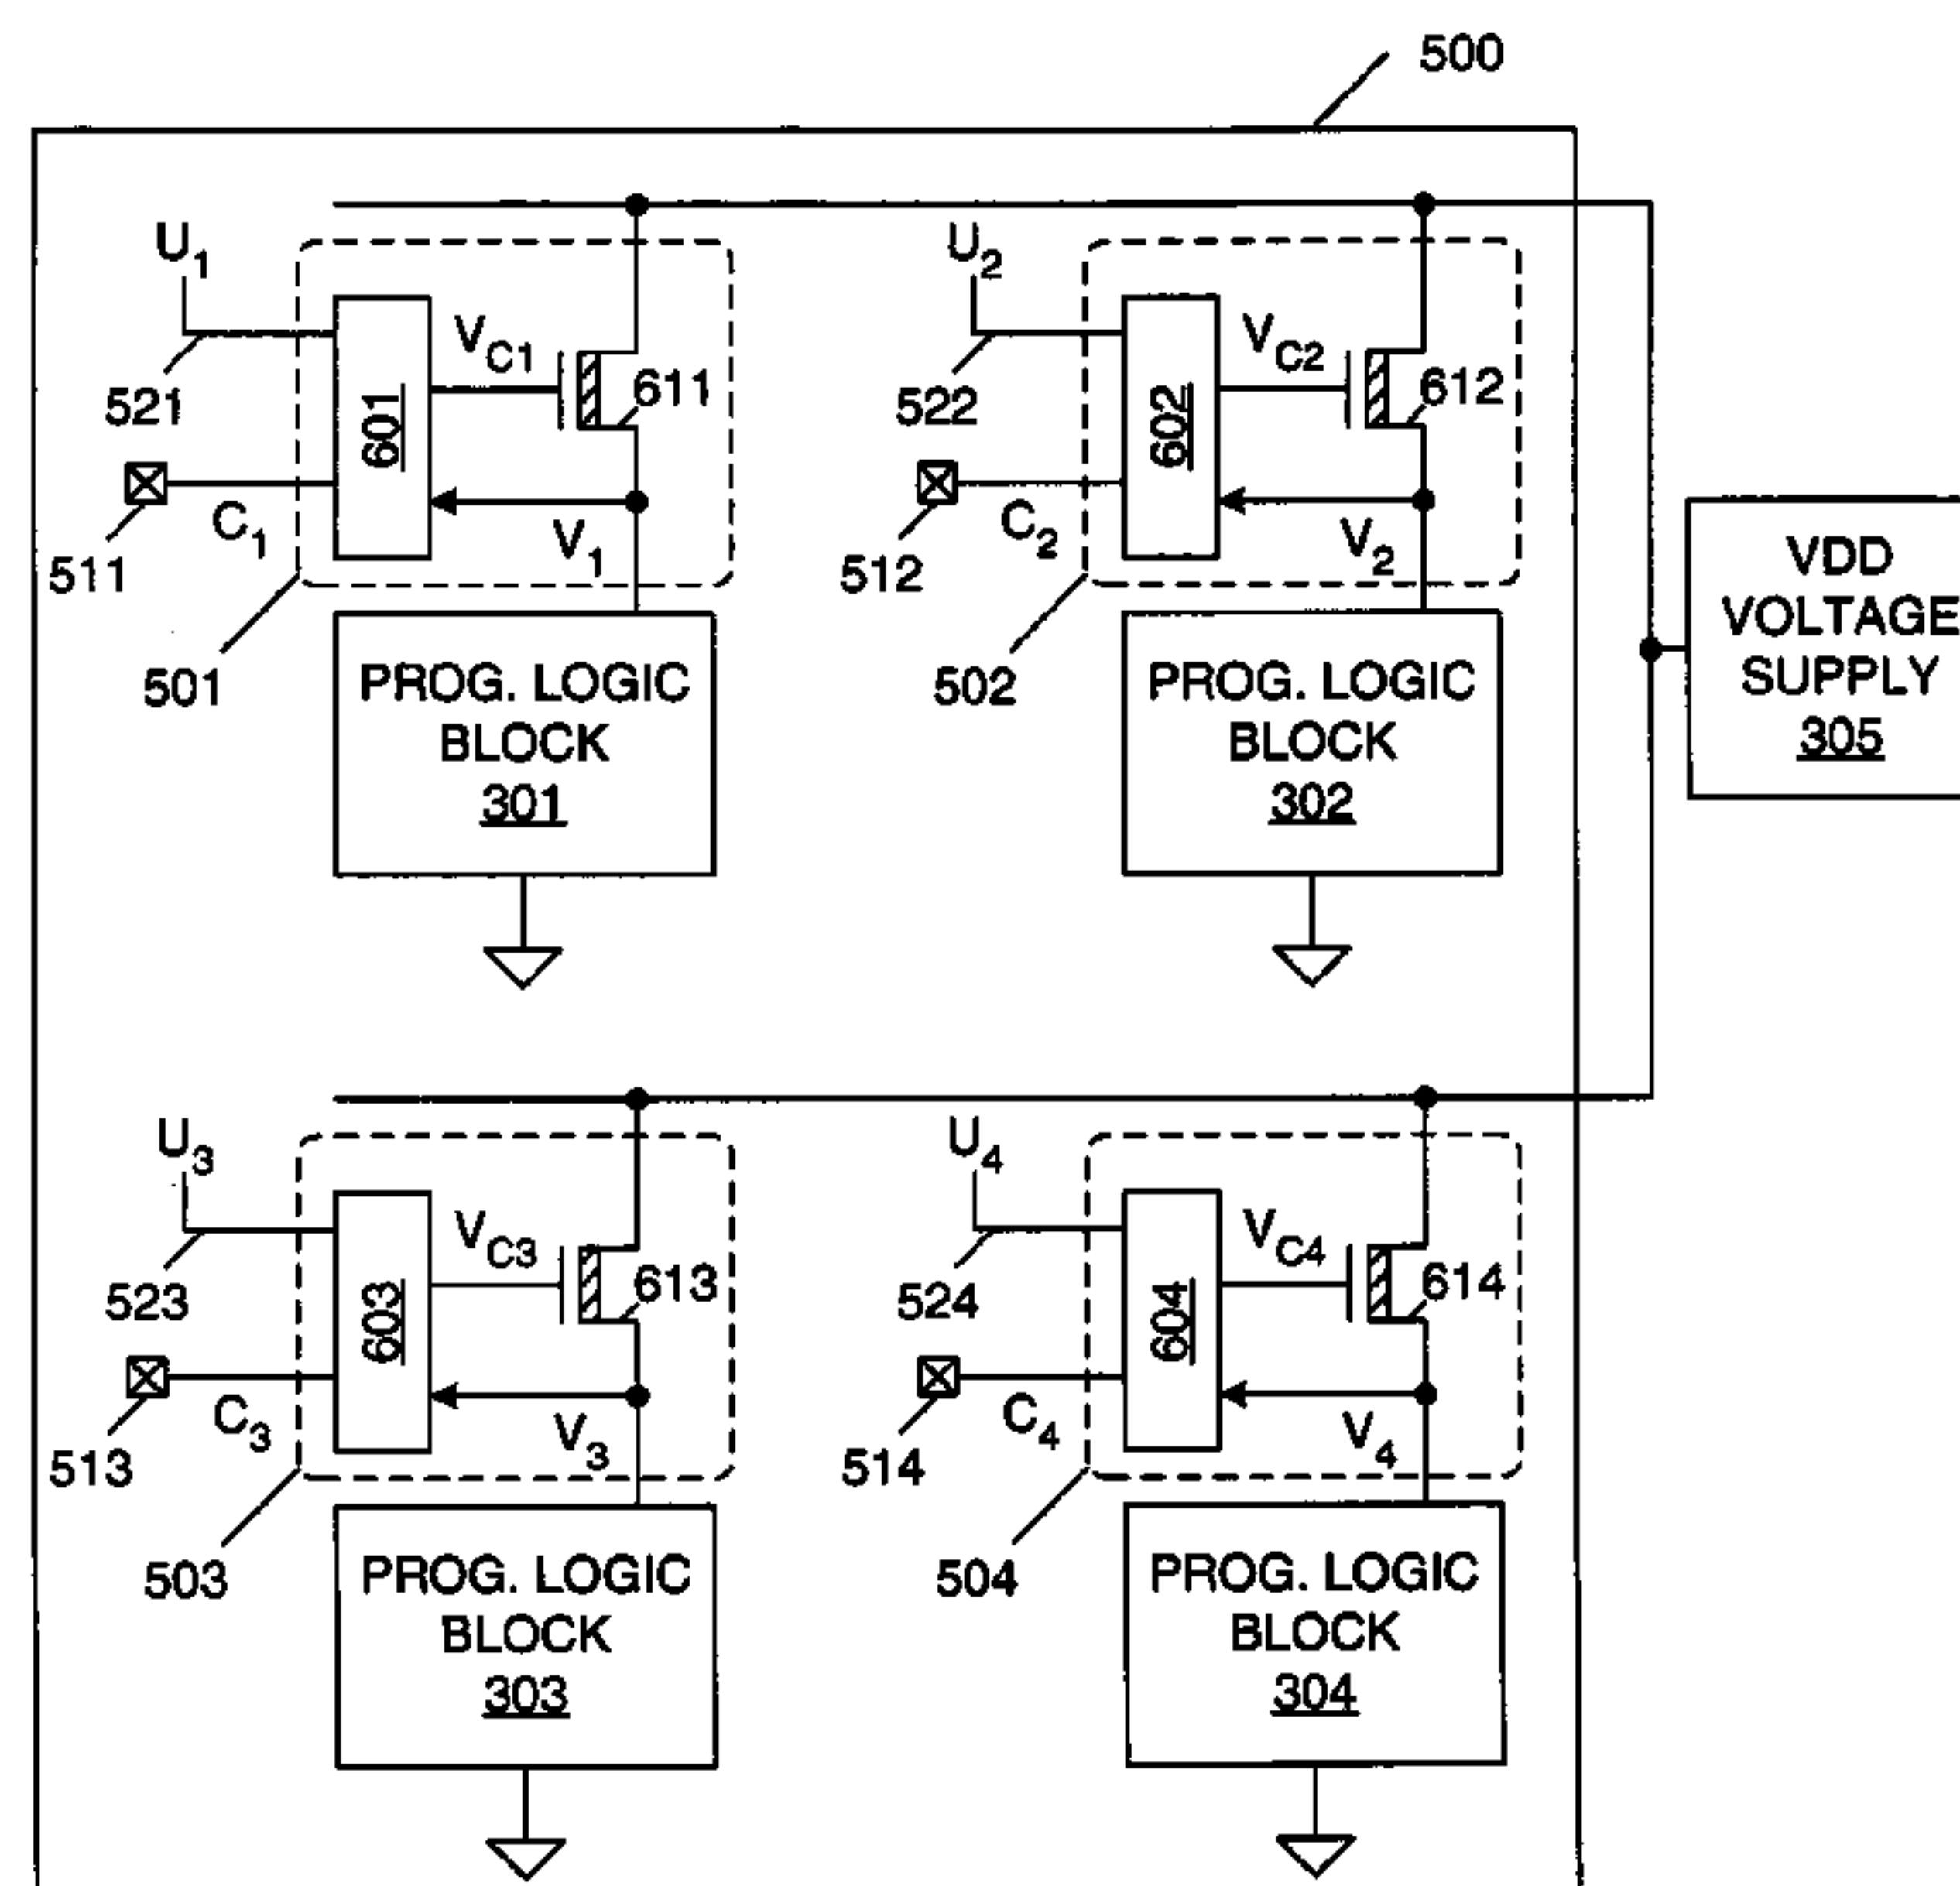 500
U1
U2
VC1
VC2
611
612
521
522
601
602
C1
V1
C2
V2
511
512
VDD
VOLTAGE
SUPPLY
305
501
502
PROG. LOGIC
BLOCK
301
PROG. LOGIC
BLOCK
302
U3
U4
VC3
VC4
613
614
523
524
603
604
C3
V3
C4
V4
513
514
503
504
PROG. LOGIC
BLOCK
303
PROG. LOGIC
BLOCK
304